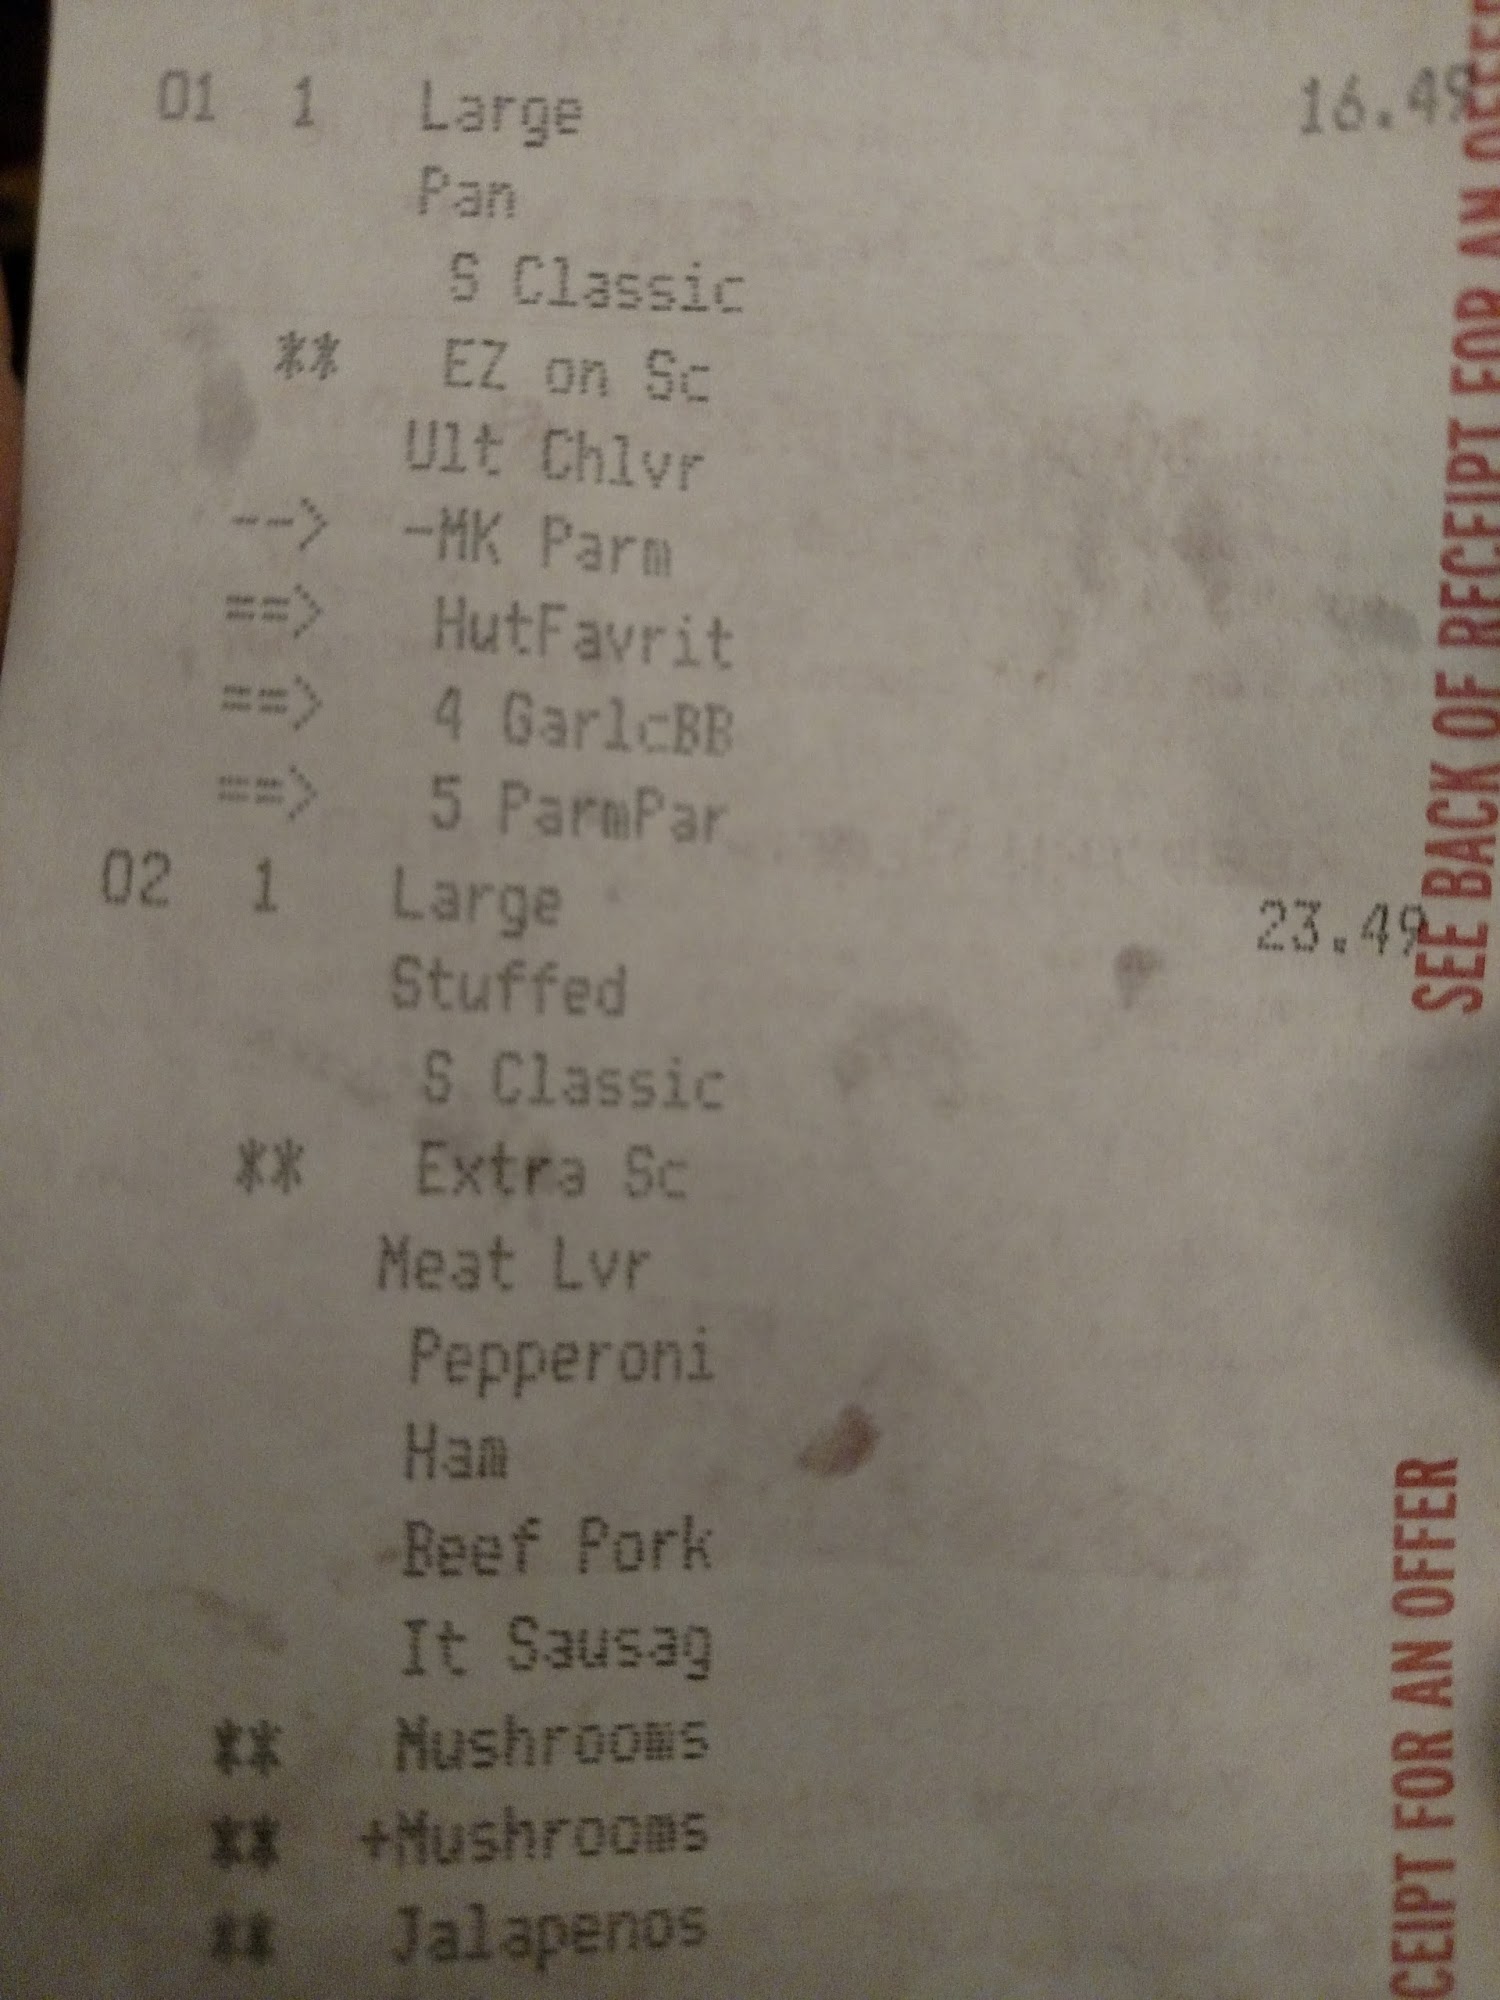 01 1 Large 16.49
Pan
S Classic
** EZ on Sc
Ult Chlvr
--> -MK Parm
==> HutFavrit
==> 4 GarlcBB
==> 5 ParmPar
02 1 Large 23.49
Stuffed
S Classic
** Extra Sc
Meat Lvr
Pepperoni
Ham
Beef Pork
It Sausag
** Mushrooms
** +Mushrooms
** Jalapenos
SEE BACK OF RECEIPT FOR AN OFFER
CEIPT FOR AN OFFER